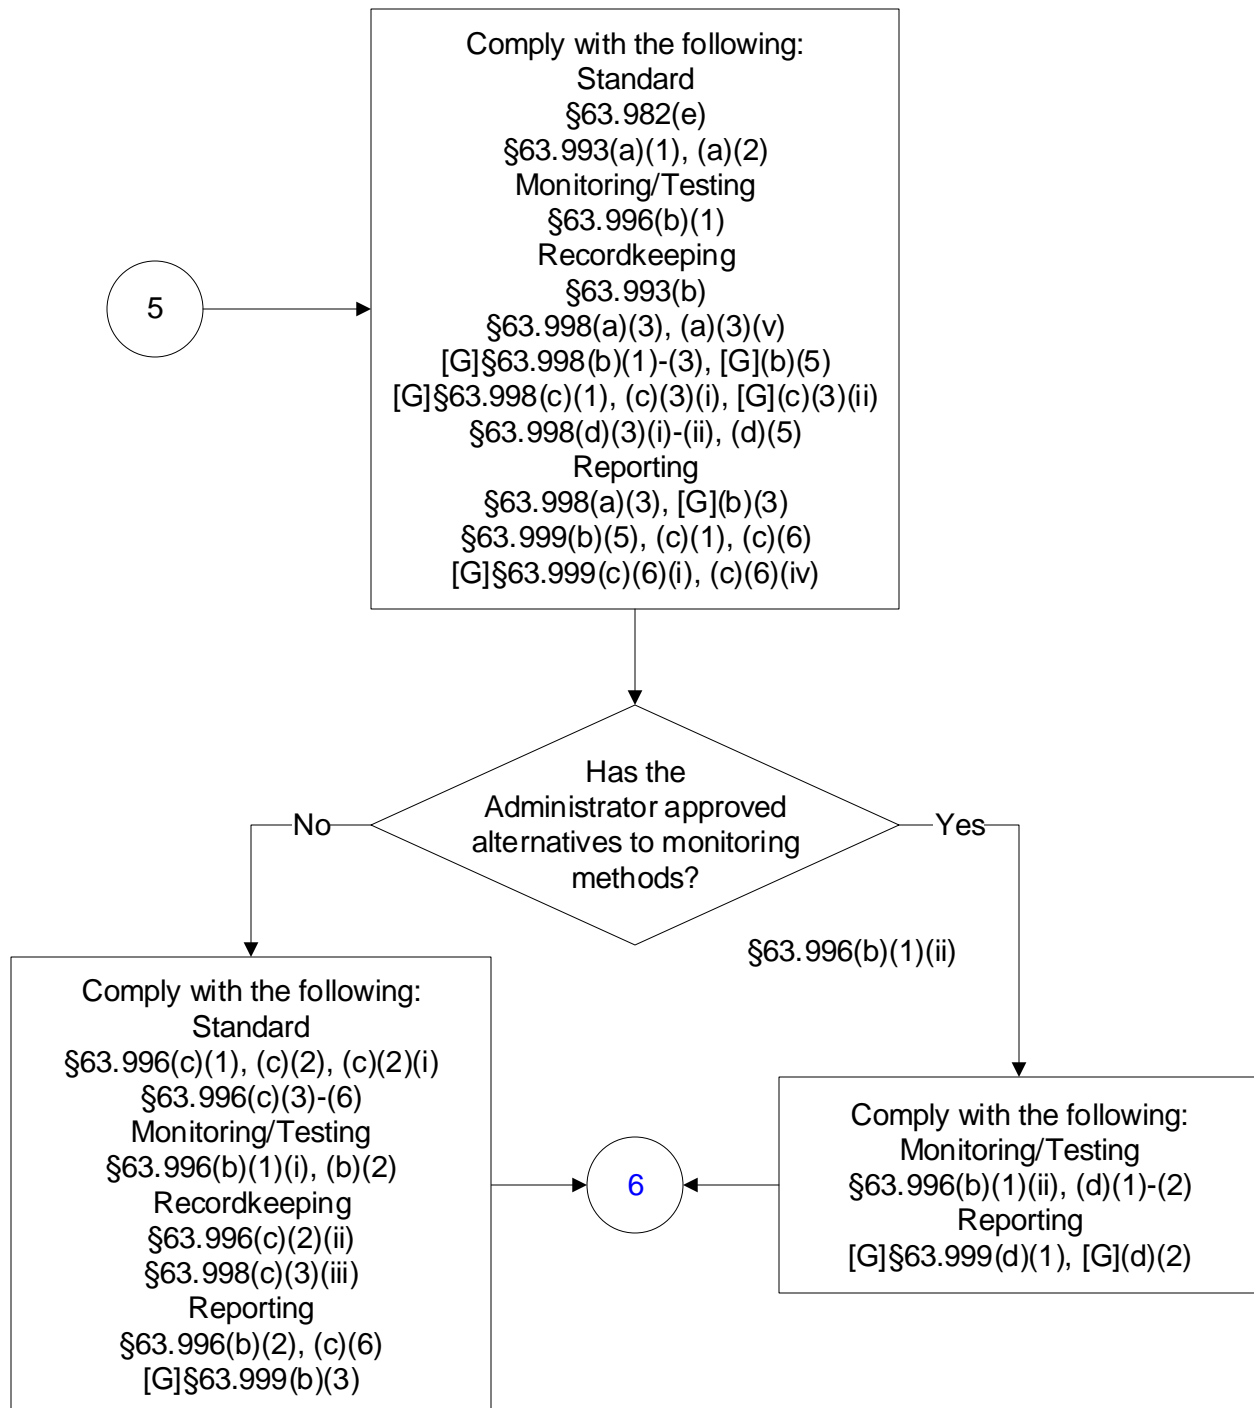 Comply with the following:
Standard
§63.982(e)
§63.993(a)(1), (a)(2)
Monitoring/Testing
§63.996(b)(1)
Recordkeeping
§63.993(b)
§63.998(a)(3), (a)(3)(v)
[G]§63.998(b)(1)-(3), [G](b)(5)
[G]§63.998(c)(1), (c)(3)(i), [G](c)(3)(ii)
§63.998(d)(3)(i)-(ii), (d)(5)
Reporting
§63.998(a)(3), [G](b)(3)
§63.999(b)(5), (c)(1), (c)(6)
[G]§63.999(c)(6)(i), (c)(6)(iv)
5
Has the
Administrator approved
alternatives to monitoring
methods?
No
Yes
§63.996(b)(1)(ii)
Comply with the following:
Standard
§63.996(c)(1), (c)(2), (c)(2)(i)
§63.996(c)(3)-(6)
Monitoring/Testing
§63.996(b)(1)(i), (b)(2)
Recordkeeping
§63.996(c)(2)(ii)
§63.998(c)(3)(iii)
Reporting
§63.996(b)(2), (c)(6)
[G]§63.999(b)(3)
6
Comply with the following:
Monitoring/Testing
§63.996(b)(1)(ii), (d)(1)-(2)
Reporting
[G]§63.999(d)(1), [G](d)(2)